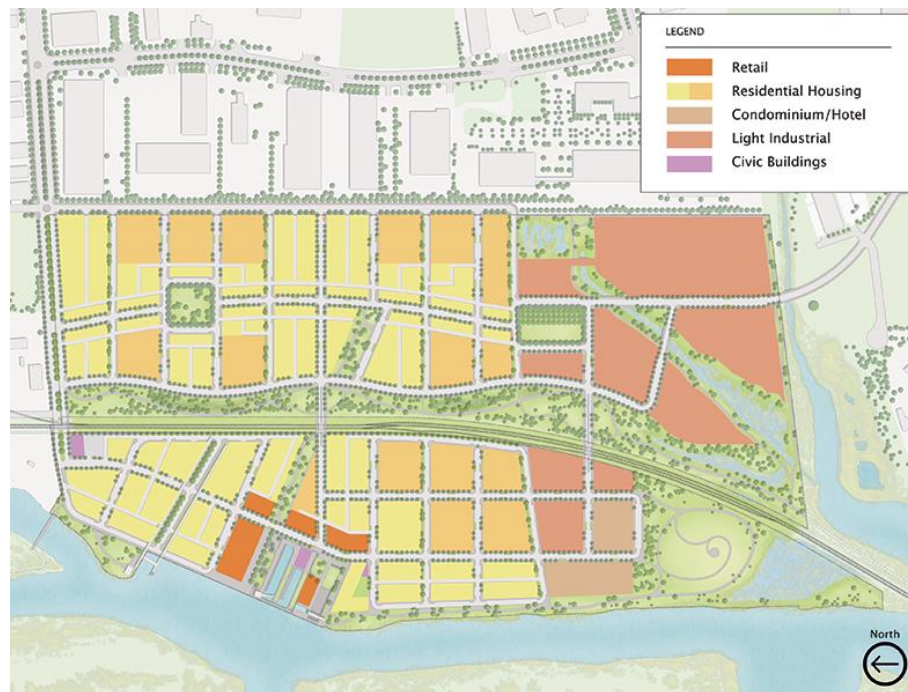 LEGEND
Retail
Residential Housing
Condominium/Hotel
Light Industrial
Civic Buildings
North